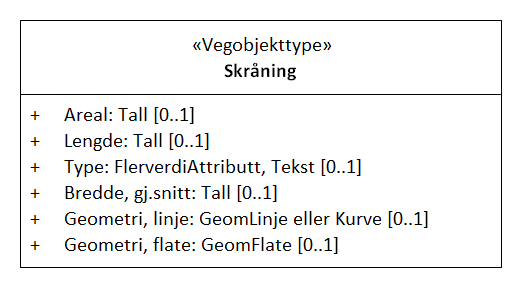 «Vegobjekttype»
Skråning
+ Areal: Tall [0..1]
+ Lengde: Tall [0..1]
+ Type: FlerverdiAttributt, Tekst [0..1]
+ Bredde, gj.snitt: Tall [0..1]
+ Geometri, linje: GeomLinje eller Kurve [0..1]
+ Geometri, flate: GeomFlate [0..1]